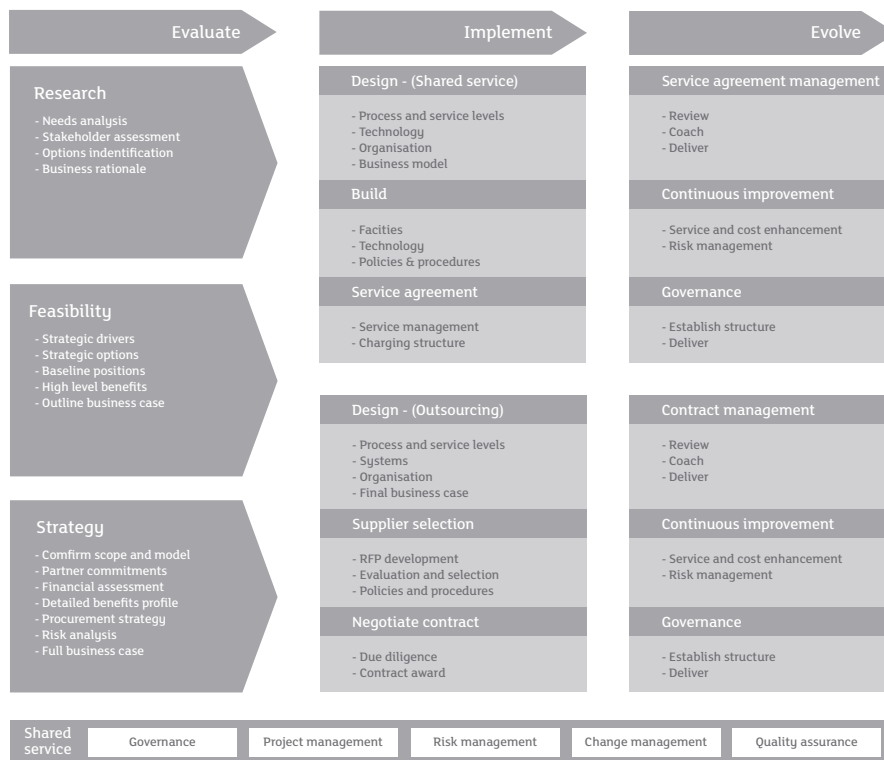 Evaluate
Implement
Evolve
Research
- Needs analysis
- Stakeholder assessment
- Options indentification
- Business rationale
Feasibility
- Strategic drivers
- Strategic options
- Baseline positions
- High level benefits
- Outline business case
Strategy
- Comfirm scope and model
- Partner commitments
- Financial assessment
- Detailed benefits profile
- Procurement strategy
- Risk analysis
- Full business case
Design - (Shared service)
- Process and service levels
- Technology
- Organisation
- Business model
Build
- Facities
- Technology
- Policies & procedures
Service agreement
- Service management
- Charging structure
Design - (Outsourcing)
- Process and service levels
- Systems
- Organisation
- Final business case
Supplier selection
- RFP development
- Evaluation and selection
- Policies and procedures
Negotiate contract
- Due diligence
- Contract award
Service agreement management
- Review
- Coach
- Deliver
Continuous improvement
- Service and cost enhancement
- Risk management
Governance
- Establish structure
- Deliver
Contract management
- Review
- Coach
- Deliver
Continuous improvement
- Service and cost enhancement
- Risk management
Governance
- Establish structure
- Deliver
Shared
service
Governance
Project management
Risk management
Change management
Quality assurance